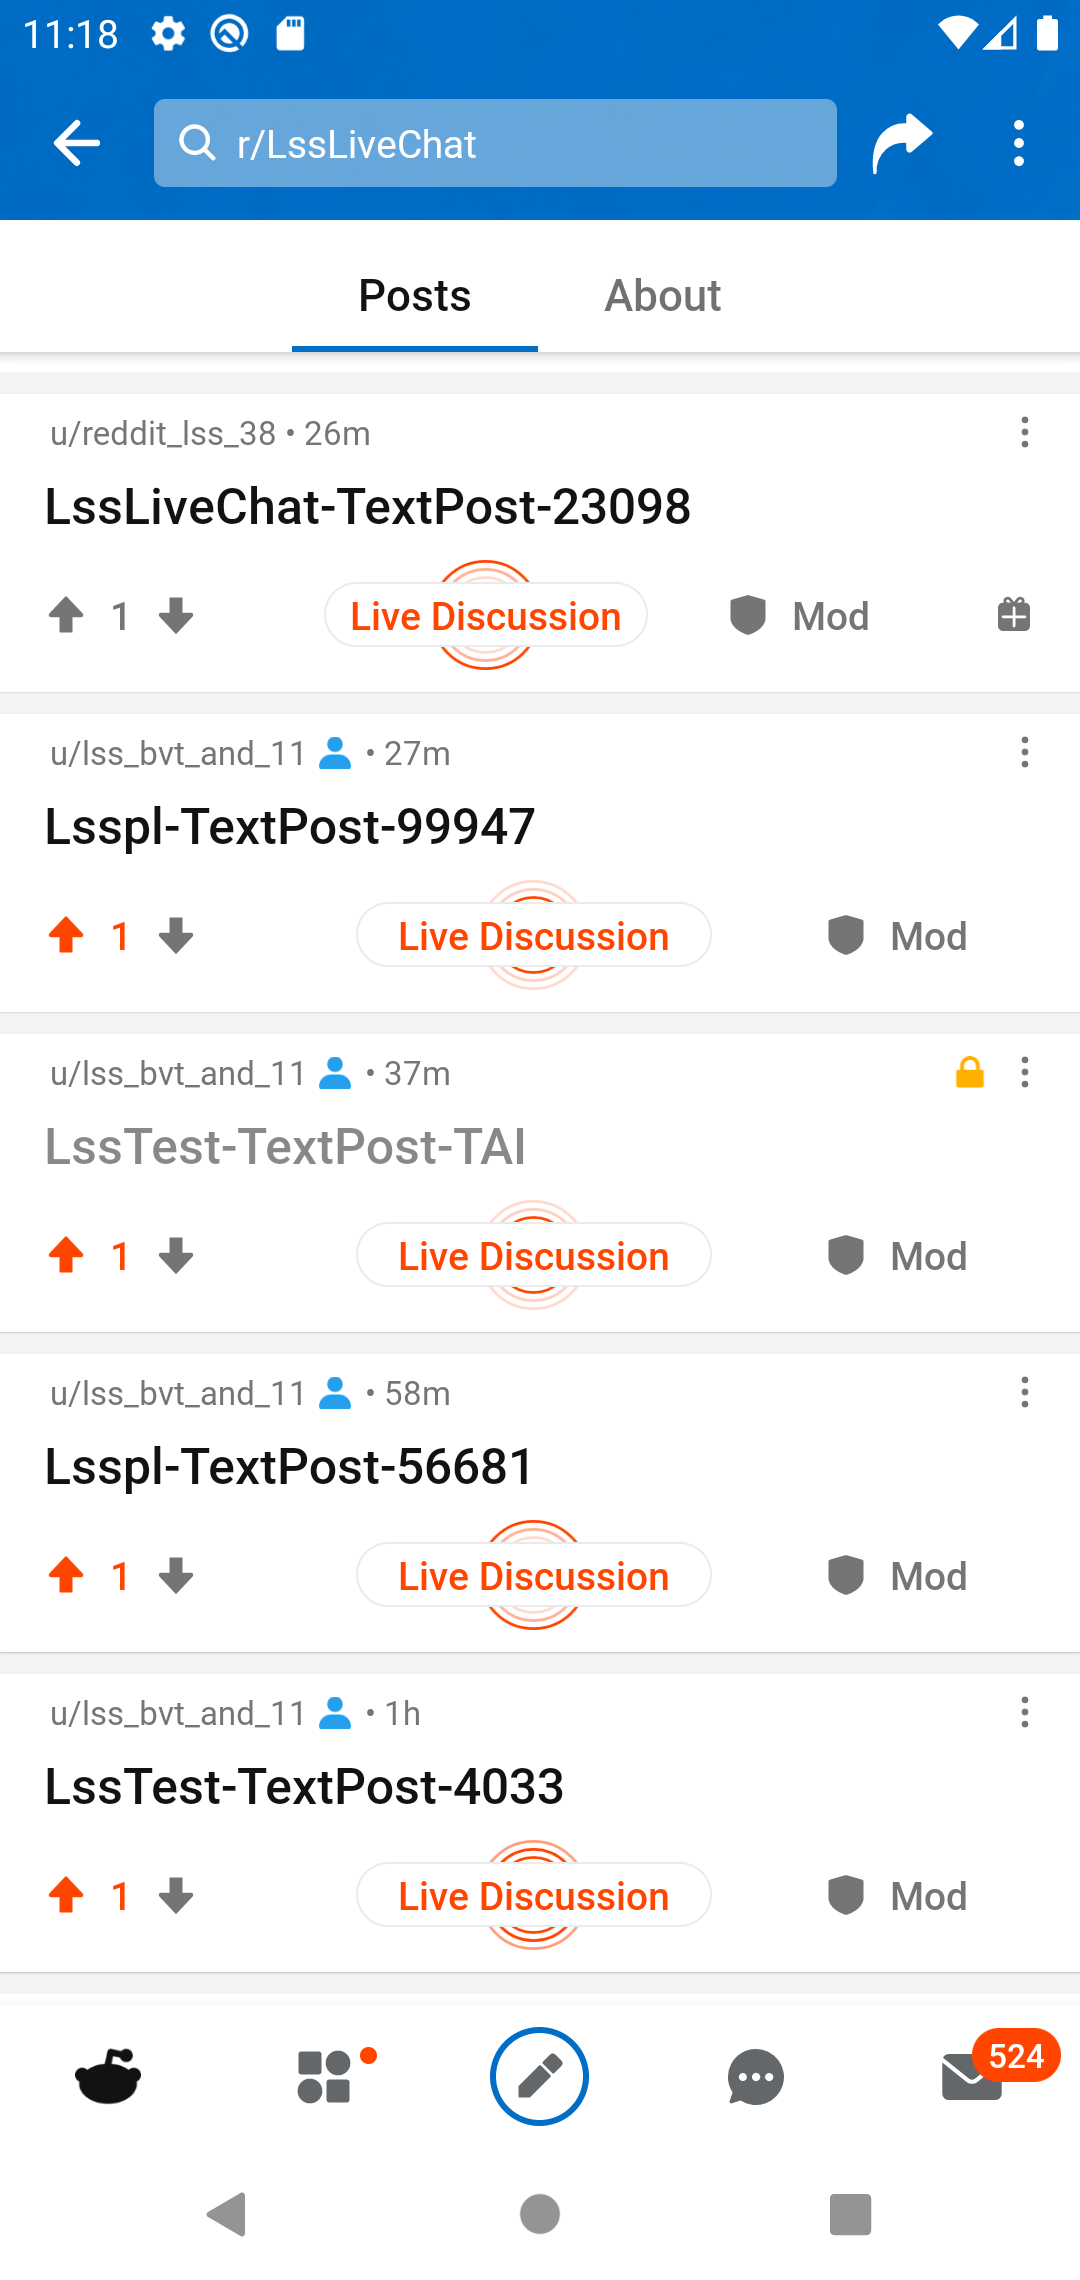 11:18
r/LssLiveChat
Posts About
u/reddit_lss_38 • 26m
LssLiveChat-TextPost-23098
1 Live Discussion Mod
u/lss_bvt_and_11 • 27m
Lsspl-TextPost-99947
1 Live Discussion Mod
u/lss_bvt_and_11 • 37m
LssTest-TextPost-TAI
1 Live Discussion Mod
u/lss_bvt_and_11 • 58m
Lsspl-TextPost-56681
1 Live Discussion Mod
u/lss_bvt_and_11 • 1h
LssTest-TextPost-4033
1 Live Discussion Mod
524